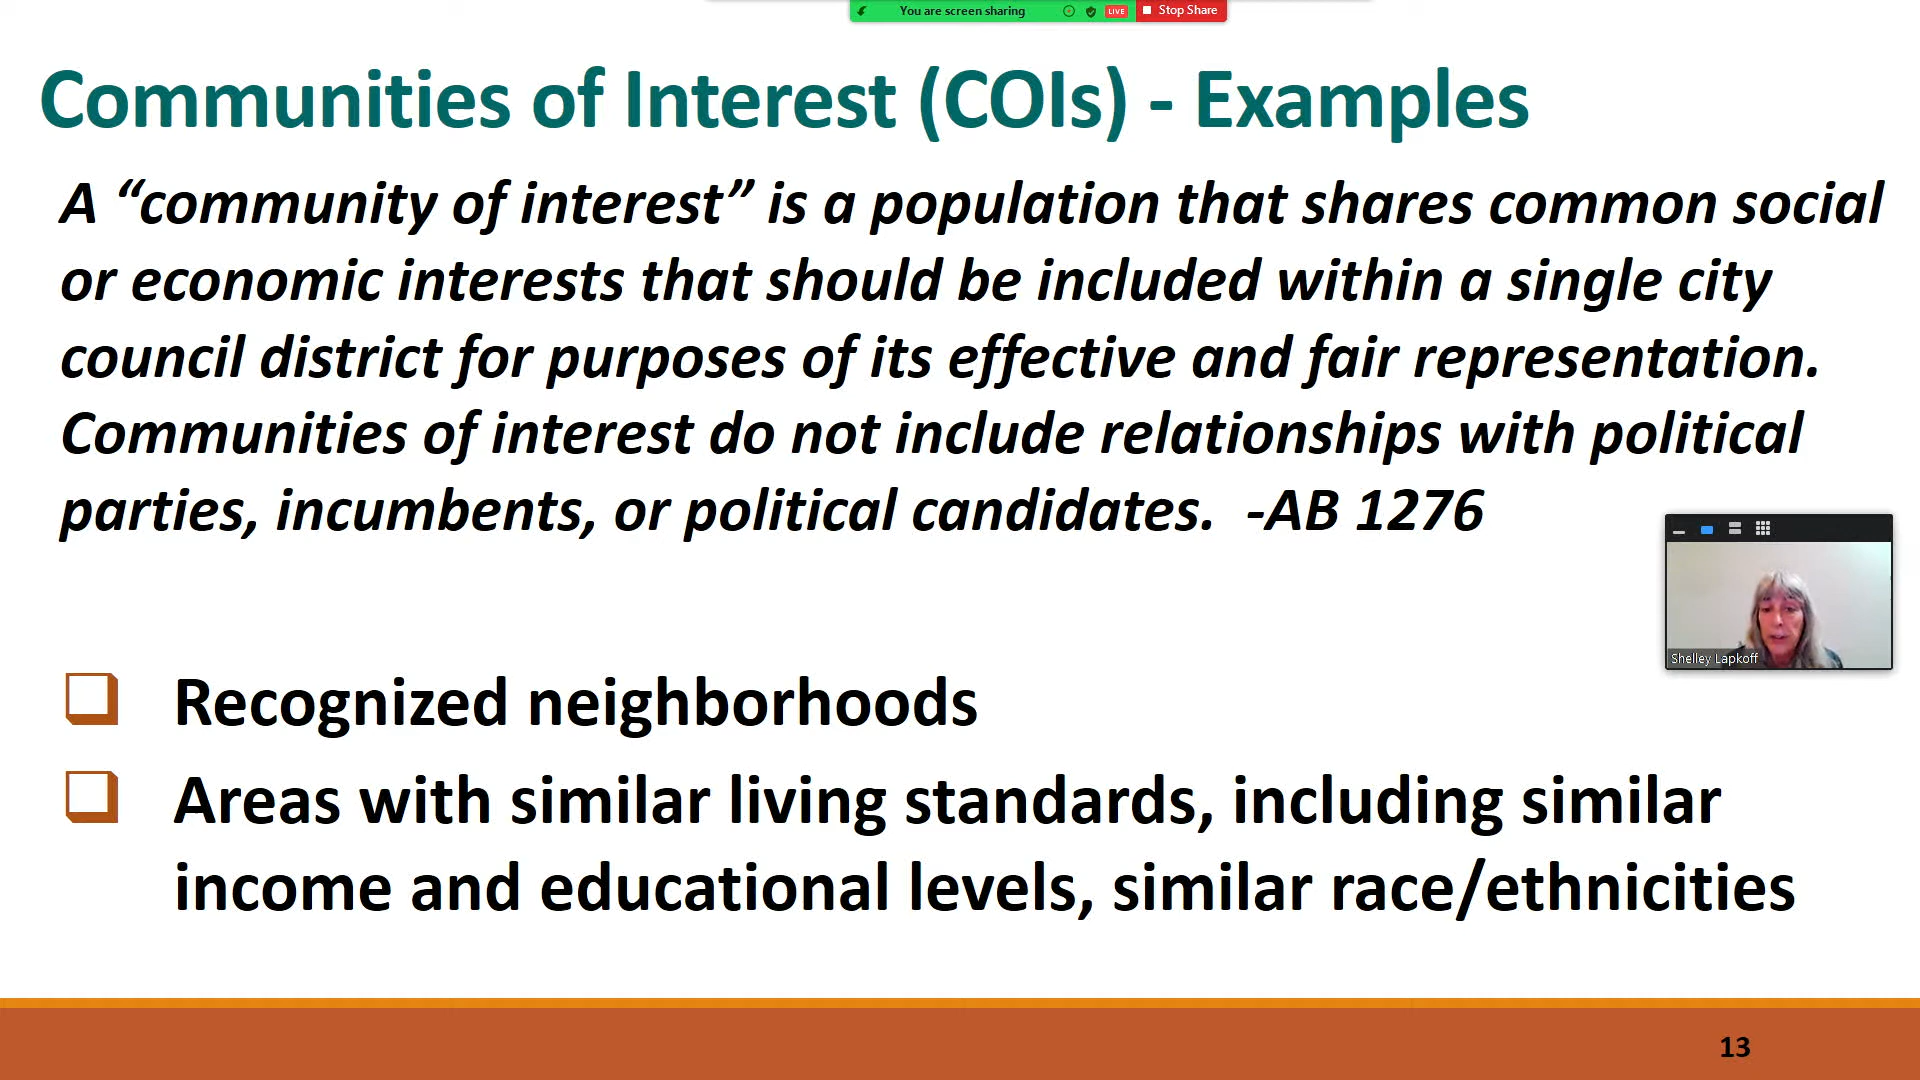 You are screen sharing
LIVE
Stop Share
Communities of Interest (COIs) - Examples
A “community of interest” is a population that shares common social
or economic interests that should be included within a single city
council district for purposes of its effective and fair representation.
Communities of interest do not include relationships with political
parties, incumbents, or political candidates. -AB 1276
Shelley Lapkoff
Recognized neighborhoods
Areas with similar living standards, including similar
income and educational levels, similar race/ethnicities
13